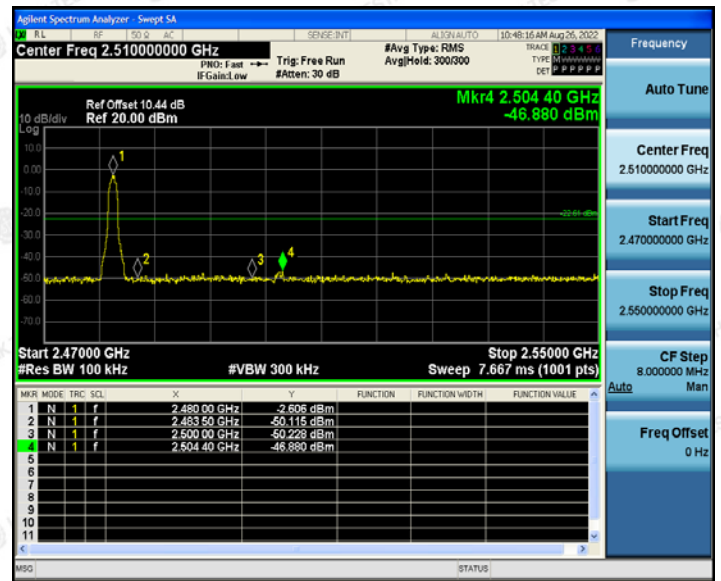 Agilent Spectrum Analyzer - Swept SA
RL RF 50 Ω AC SENSE:INT ALIGN AUTO 10:48:16 AM Aug 26, 2022
Center Freq 2.510000000 GHz
#Avg Type: RMS
TRACE 1 2 3 4 5 6
PNO: Fast Trig: Free Run Avg|Hold: 300/300 TYPE MWWWWW
IFGain:Low #Atten: 30 dB DET P P P P P P
Mkr4 2.504 40 GHz
-46.880 dBm
Ref Offset 10.44 dB
10 dB/div Ref 20.00 dBm
Log
10.0
0.00
-10.0
-20.0
-30.0
-40.0
-50.0
-60.0
-70.0
1
2
3
4
-22.61 dBm
Start 2.47000 GHz Stop 2.55000 GHz
#Res BW 100 kHz #VBW 300 kHz Sweep 7.667 ms (1001 pts)
MKR MODE TRC SCL X Y FUNCTION FUNCTION WIDTH FUNCTION VALUE
1 N 1 f 2.480 00 GHz -2.606 dBm
2 N 1 f 2.483 50 GHz -50.115 dBm
3 N 1 f 2.500 00 GHz -50.228 dBm
4 N 1 f 2.504 40 GHz -46.880 dBm
5
6
7
8
9
10
11
MSG STATUS
Frequency
Auto Tune
Center Freq
2.510000000 GHz
Start Freq
2.470000000 GHz
Stop Freq
2.550000000 GHz
CF Step
8.000000 MHz
Auto Man
Freq Offset
0 Hz